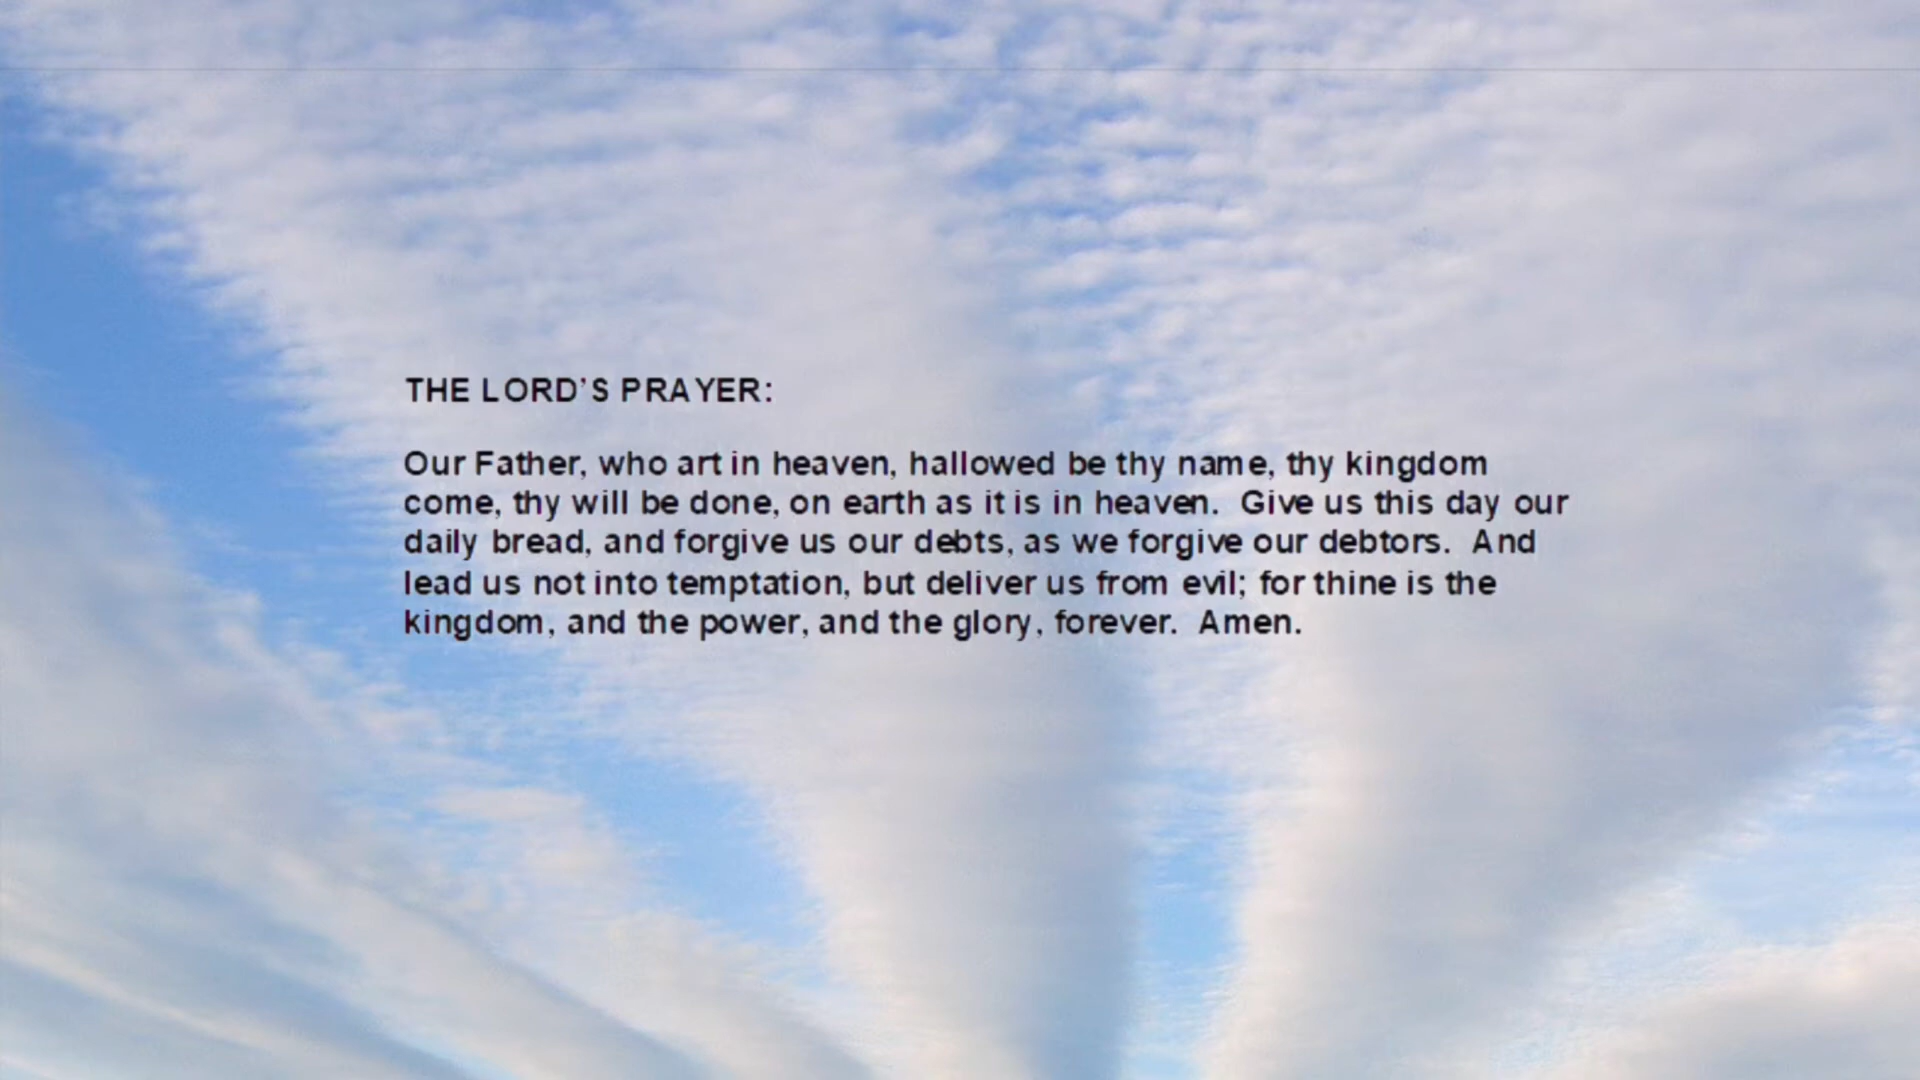 THE LORD'S PRAYER:
Our Father, who art in heaven, hallowed be thy name, thy kingdom
come, thy will be done, on earth as it is in heaven.  Give us this day our
daily bread, and forgive us our debts, as we forgive our debtors.  And
lead us not into temptation, but deliver us from evil; for thine is the
kingdom, and the power, and the glory, forever.  Amen.